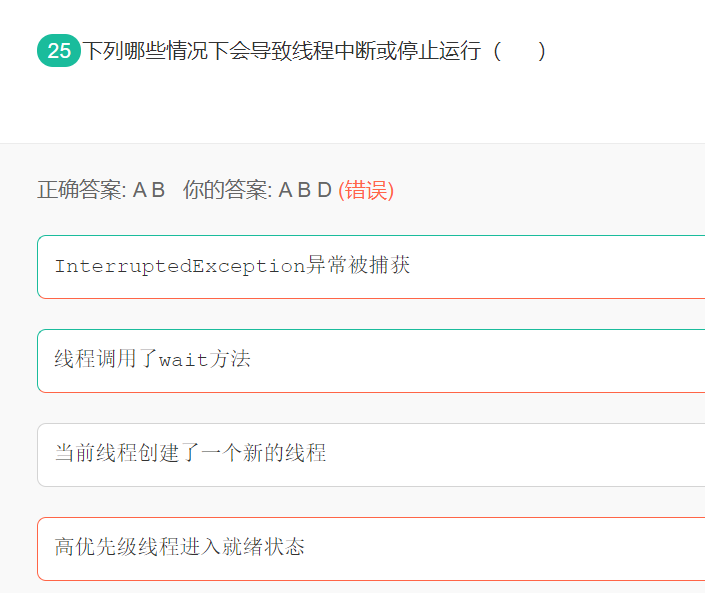 25 下列哪些情况下会导致线程中断或停止运行（  ）
正确答案: A B 你的答案: A B D (错误)
InterruptedException异常被捕获
线程调用了wait方法
当前线程创建了一个新的线程
高优先级线程进入就绪状态